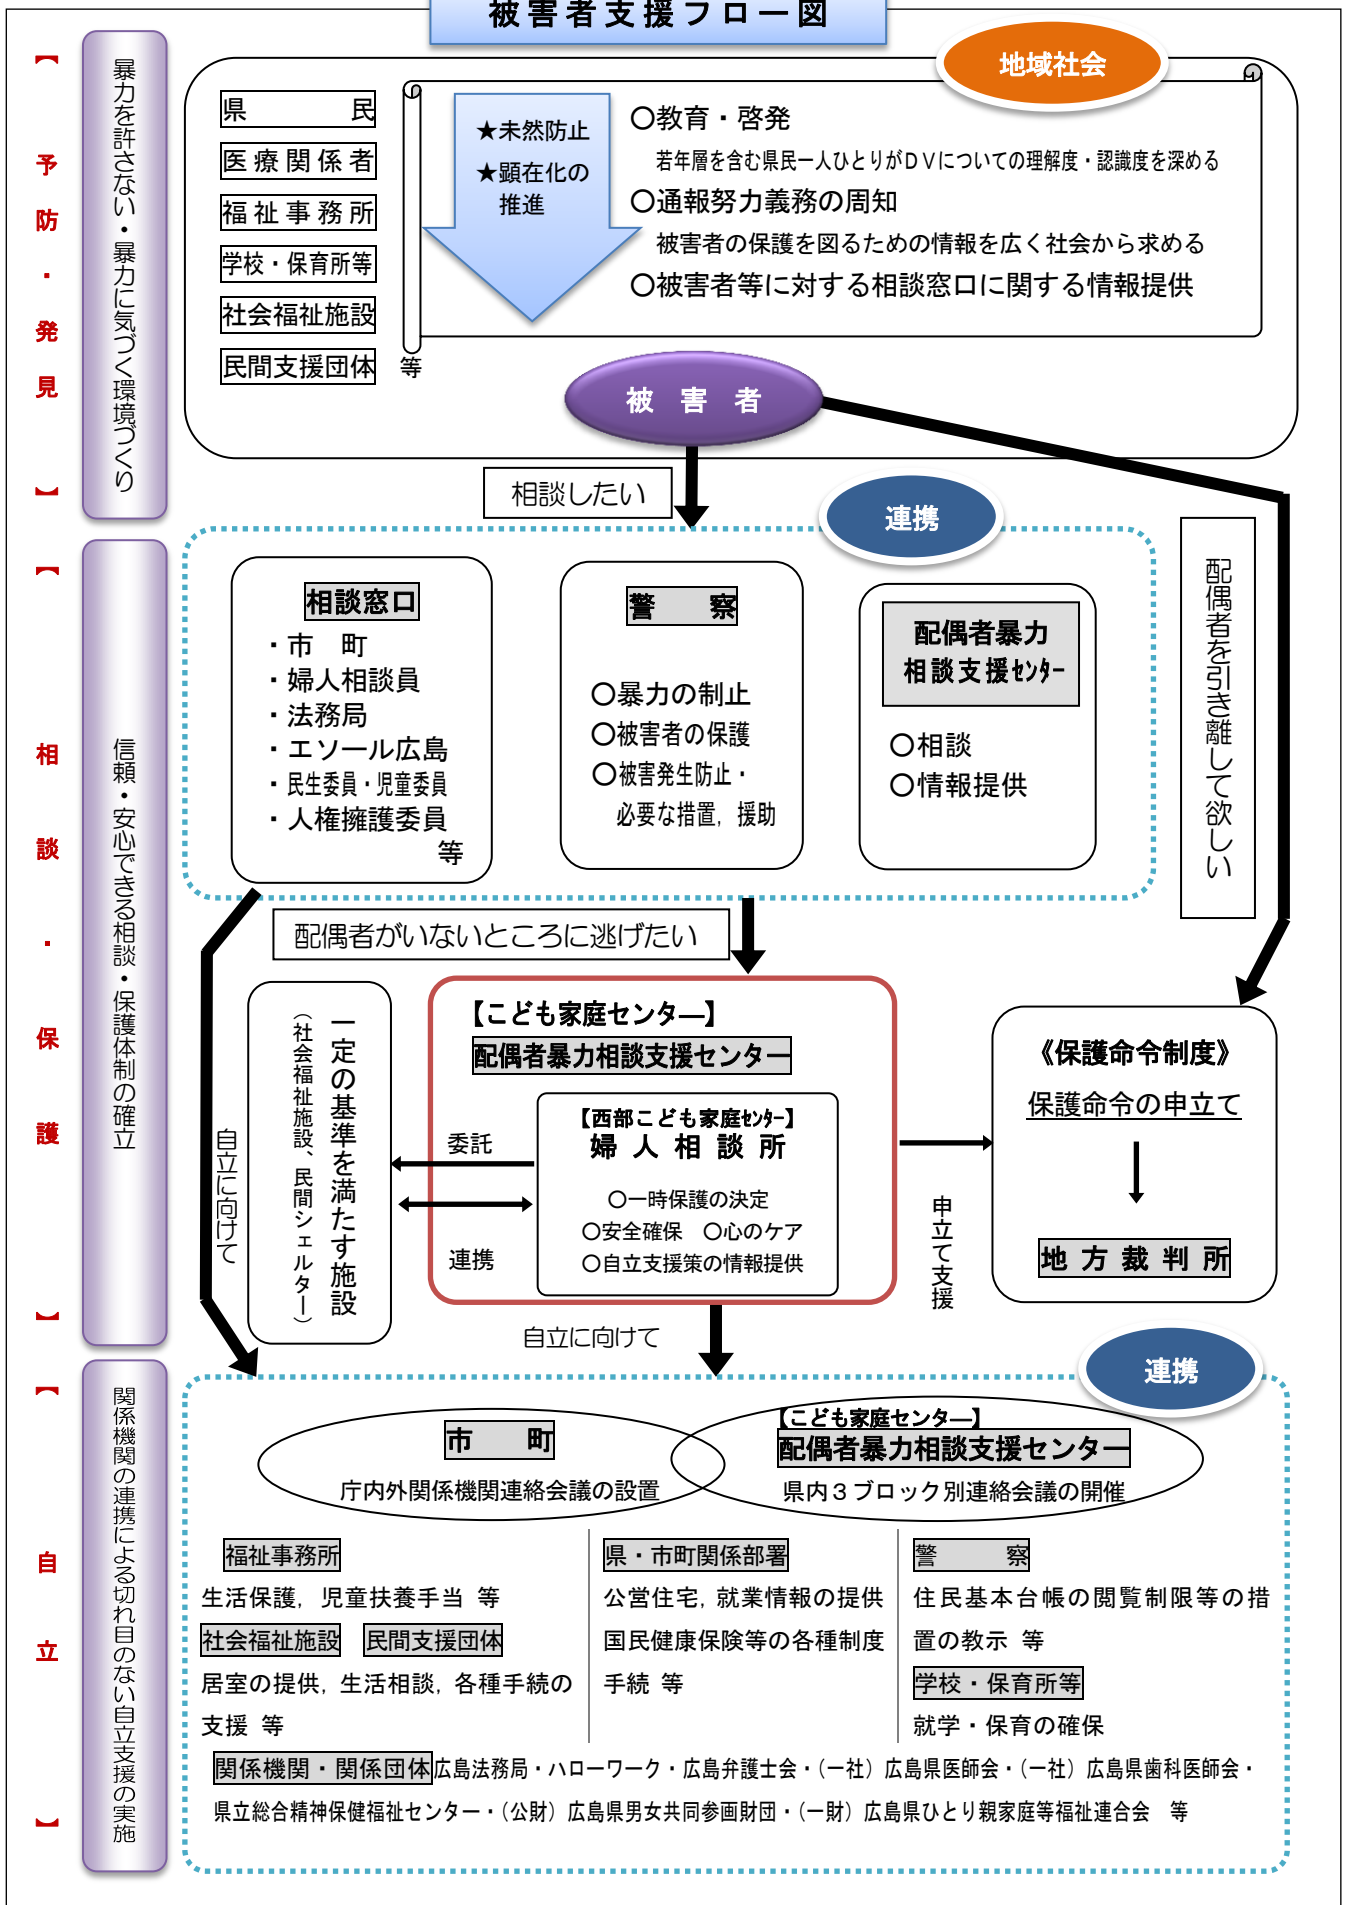 被害者支援フロー図
【予防・発見】
暴力を許さない・暴力に気づく環境づくり
地域社会
県　民
医療関係者
福祉事務所
学校・保育所等
社会福祉施設
民間支援団体
等
★未然防止
★顕在化の
推進
〇教育・啓発
若年層を含む県民一人ひとりがＤＶについての理解度・認識度を深める
〇通報努力義務の周知
被害者の保護を図るための情報を広く社会から求める
〇被害者等に対する相談窓口に関する情報提供
被　害　者
相談したい
配偶者を引き離して欲しい
【相談・保護】
信頼・安心できる相談・保護体制の確立
連携
相談窓口
・市　町
・婦人相談員
・法務局
・エソール広島
・民生委員・児童委員
・人権擁護委員
等
警　察
〇暴力の制止
〇被害者の保護
〇被害発生防止・
必要な措置，援助
配偶者暴力
相談支援ｾﾝﾀｰ
〇相談
〇情報提供
配偶者がいないところに逃げたい
自立に向けて
一定の基準を満たす施設
（社会福祉施設、民間シェルター）
委託
連携
【こども家庭センター】
配偶者暴力相談支援センター
【西部こども家庭ｾﾝﾀｰ】
婦人相談所
〇一時保護の決定
〇安全確保　〇心のケア
〇自立支援策の情報提供
申立て支援
《保護命令制度》
保護命令の申立て
地方裁判所
自立に向けて
【自立】
関係機関の連携による切れ目のない自立支援の実施
連携
市　町
庁内外関係機関連絡会議の設置
【こども家庭センター】
配偶者暴力相談支援センター
県内３ブロック別連絡会議の開催
福祉事務所
生活保護，児童扶養手当 等
社会福祉施設　民間支援団体
居室の提供，生活相談，各種手続の
支援 等
県・市町関係部署
公営住宅，就業情報の提供
国民健康保険等の各種制度
手続 等
警　察
住民基本台帳の閲覧制限等の措
置の教示 等
学校・保育所等
就学・保育の確保
関係機関・関係団体 広島法務局・ハローワーク・広島弁護士会・（一社）広島県医師会・（一社）広島県歯科医師会・
県立総合精神保健福祉センター・（公財）広島県男女共同参画財団・（一財）広島県ひとり親家庭等福祉連合会　等